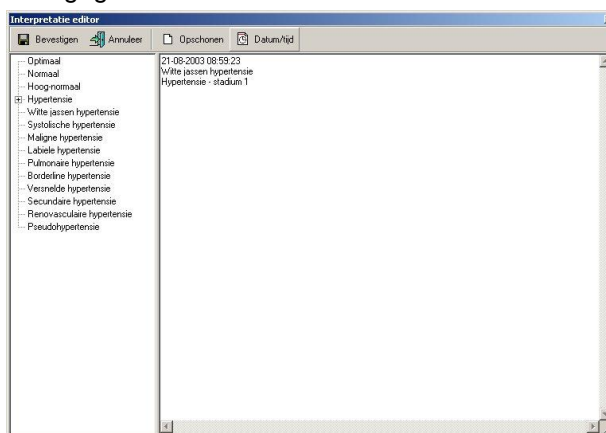 Interpretatie editor
Bevestigen Annuleer Opschonen Datum/tijd
Optimaal
Normaal
Hoog-normaal
Hypertensie
Witte jassen hypertensie
Systolische hypertensie
Maligne hypertensie
Labiele hypertensie
Pulmonaire hypertensie
Borderline hypertensie
Versnelde hypertensie
Secundaire hypertensie
Renovasculaire hypertensie
Pseudohypertensie
21-08-2003 08:59:23
Witte jassen hypertensie
Hypertensie - stadium 1